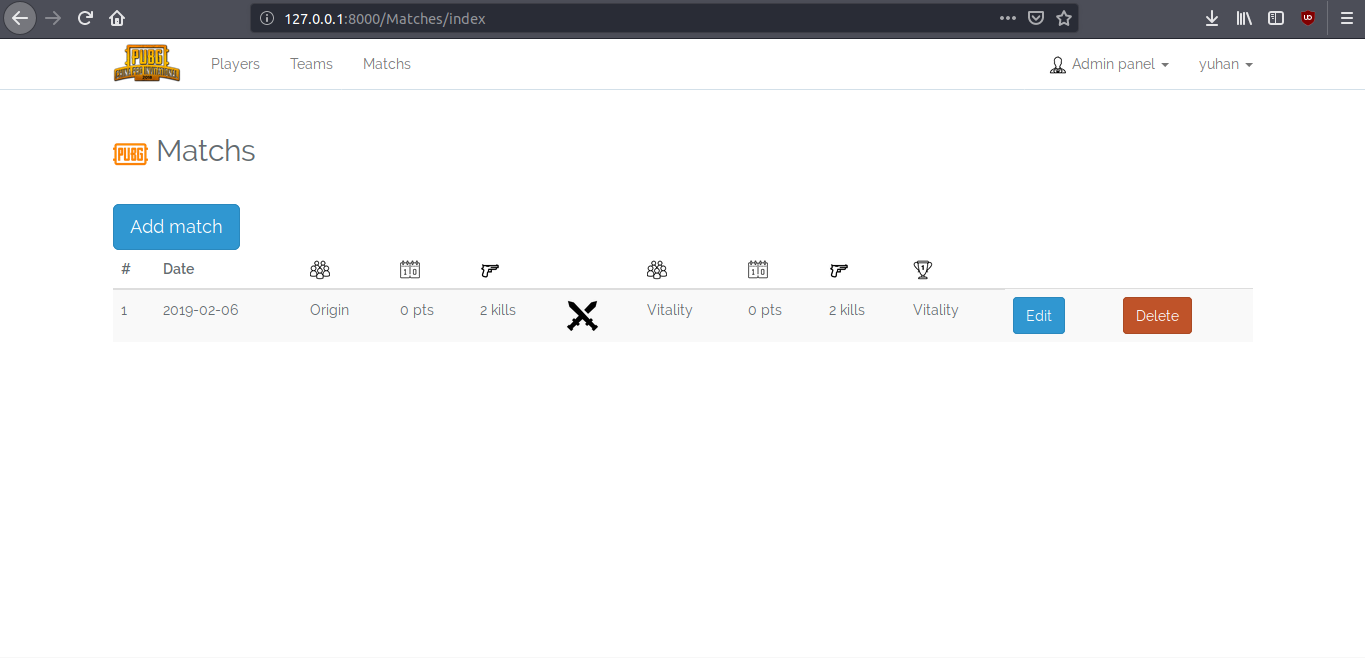 127.0.0.1:8000/Matches/index
PUBG
2018
Players Teams Matchs Admin panel yuhan
PUBG Matchs
Add match
# Date
1 2019-02-06 Origin 0 pts 2 kills Vitality 0 pts 2 kills Vitality Edit Delete